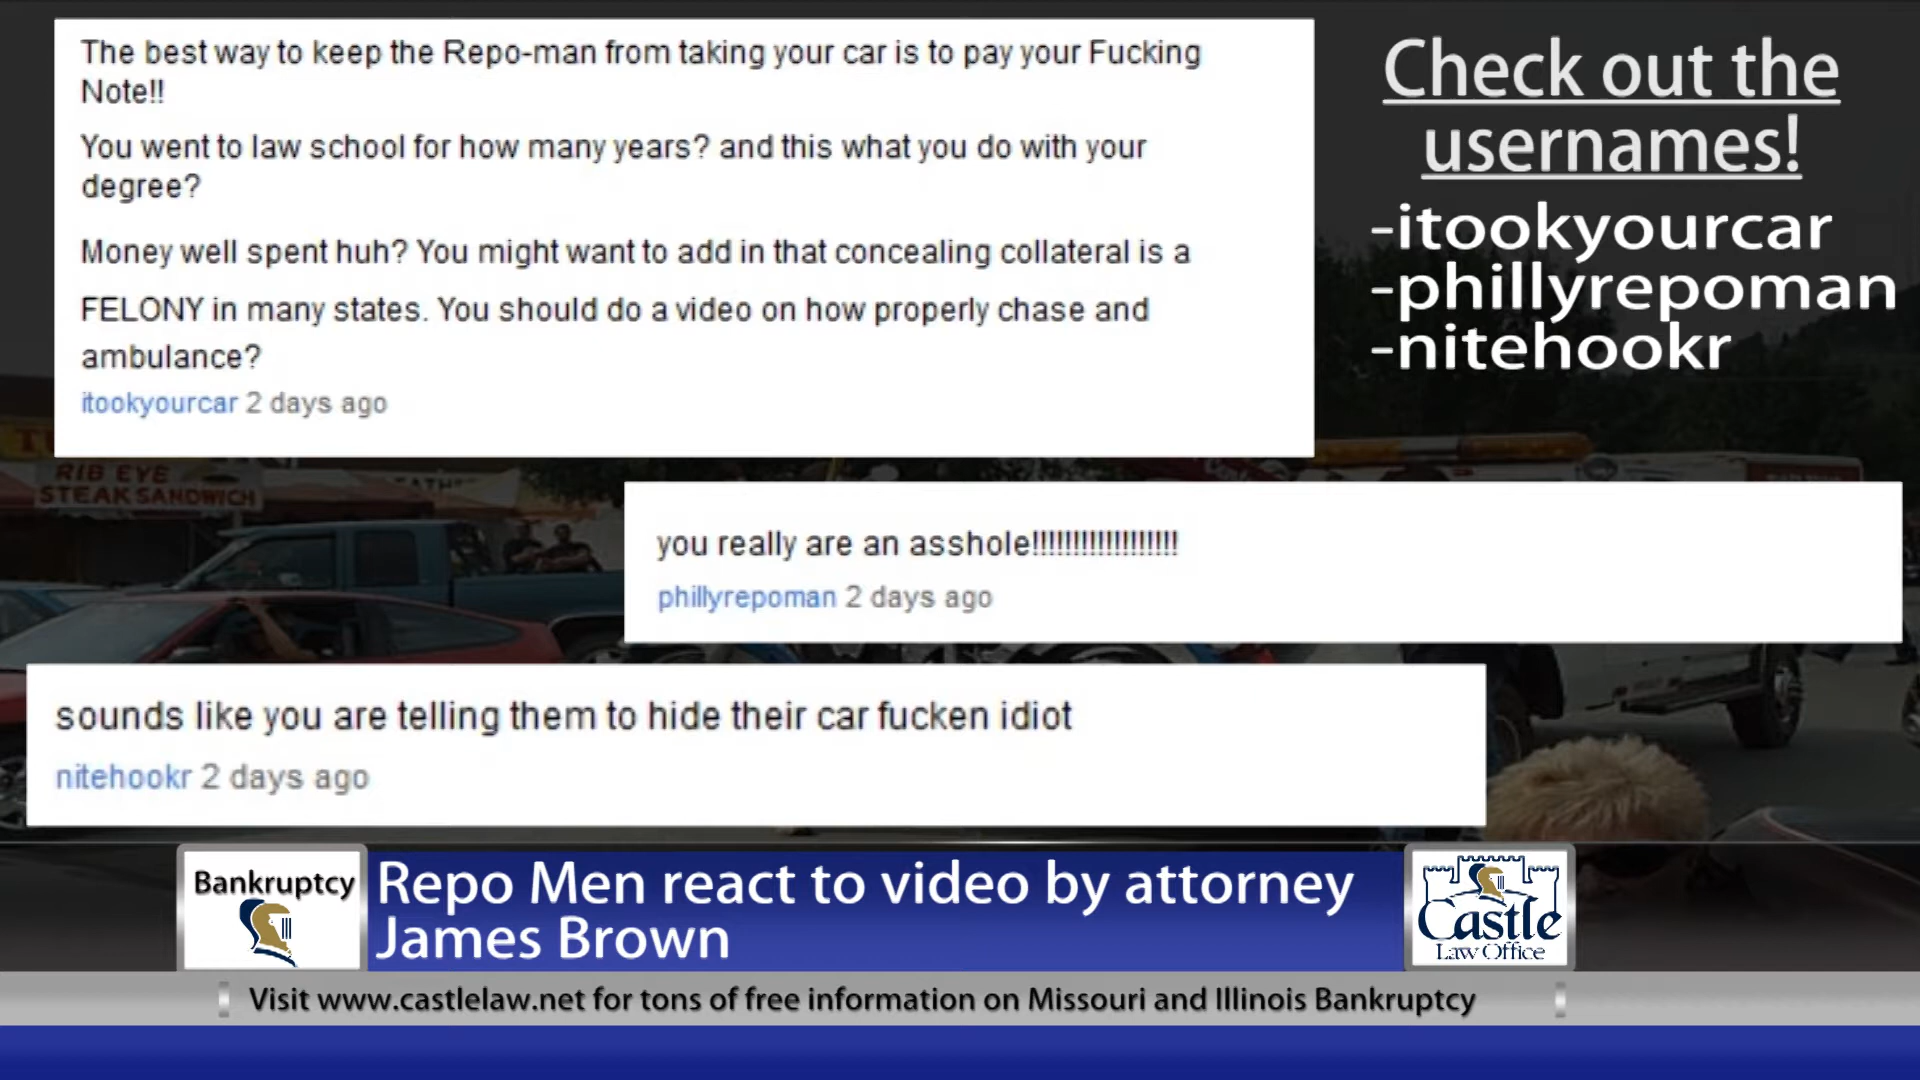 The best way to keep the Repo-man from taking your car is to pay your Fucking
Note!!
You went to law school for how many years? and this what you do with your
degree?
Money well spent huh? You might want to add in that concealing collateral is a
FELONY in many states. You should do a video on how properly chase and
ambulance?
itookyourcar 2 days ago
Check out the
usernames!
-itookyourcar
-phillyrepoman
-nitehookr
RIB EYE
STEAK SANDWICH
you really are an asshole!!!!!!!!!!!!!!!!!!!
phillyrepoman 2 days ago
sounds like you are telling them to hide their car fucken idiot
nitehookr 2 days ago
Bankruptcy
Repo Men react to video by attorney
James Brown
Castle
Law Office
Visit www.castlelaw.net for tons of free information on Missouri and Illinois Bankruptcy